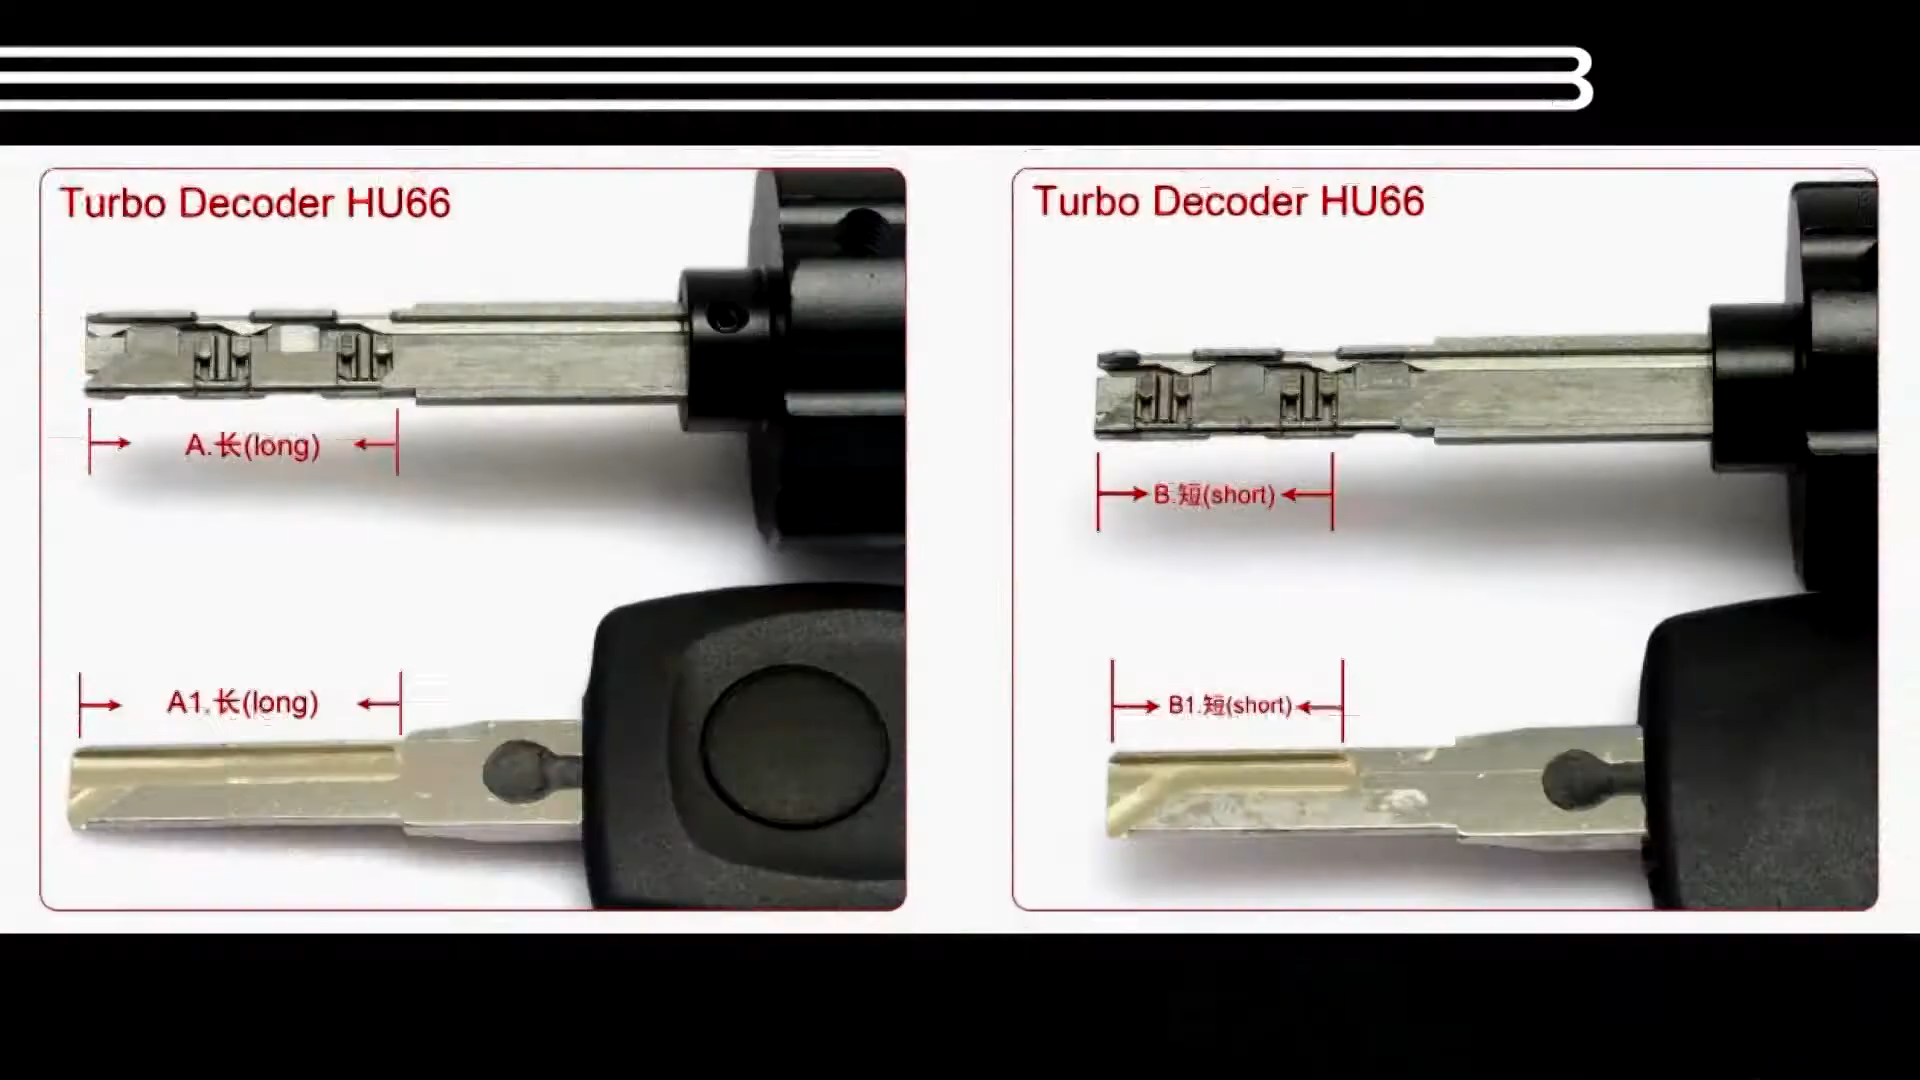 Turbo Decoder HU66
A.长(long)
A1.长(long)
Turbo Decoder HU66
B.短(short)
B1.短(short)